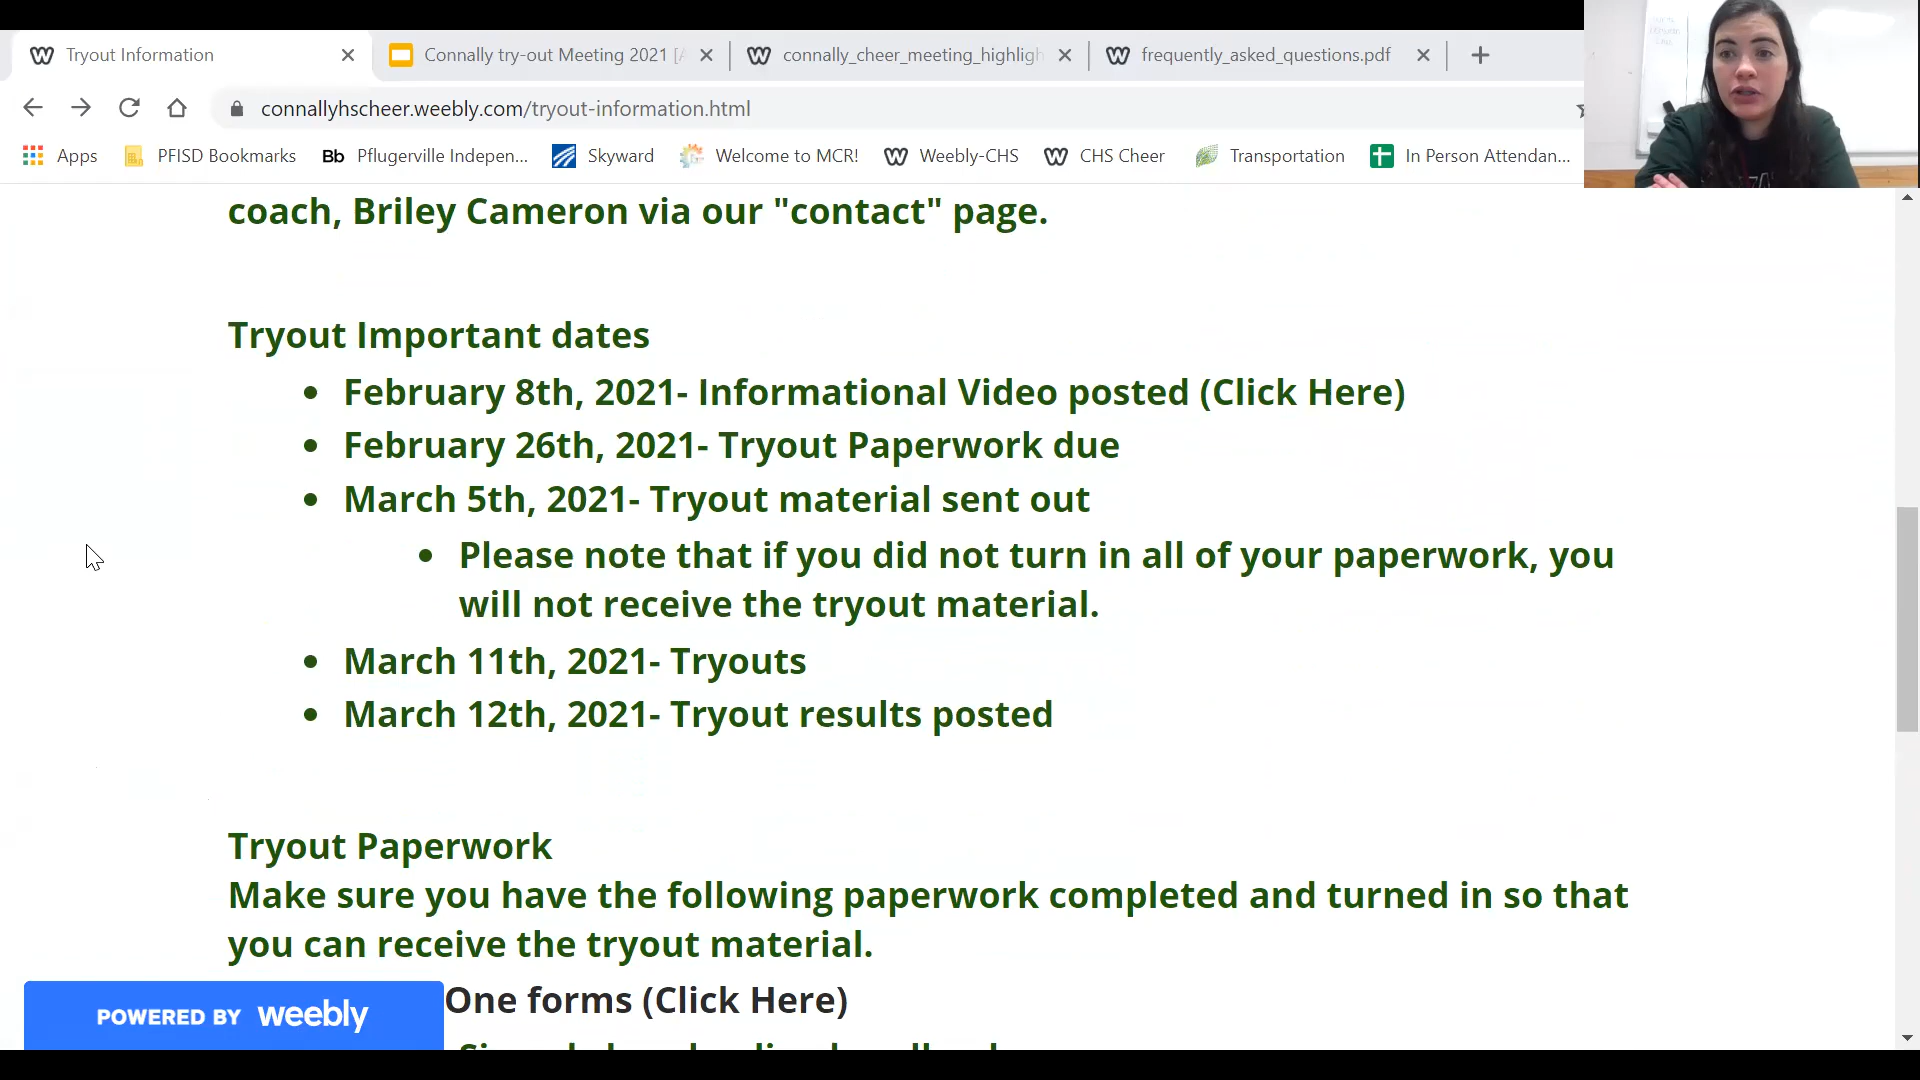 Tryout Information
Connally try-out Meeting 2021 [
connally_cheer_meeting_highligh
frequently_asked_questions.pdf
connallyhscheer.weebly.com/tryout-information.html
Apps
PFISD Bookmarks
Bb Pflugerville Indepen...
Skyward
Welcome to MCR!
Weebly-CHS
CHS Cheer
Transportation
In Person Attendan...
coach, Briley Cameron via our "contact" page.
Tryout Important dates
• February 8th, 2021- Informational Video posted (Click Here)
• February 26th, 2021- Tryout Paperwork due
• March 5th, 2021- Tryout material sent out
• Please note that if you did not turn in all of your paperwork, you
will not receive the tryout material.
• March 11th, 2021- Tryouts
• March 12th, 2021- Tryout results posted
Tryout Paperwork
Make sure you have the following paperwork completed and turned in so that
you can receive the tryout material.
One forms (Click Here)
POWERED BY weebly